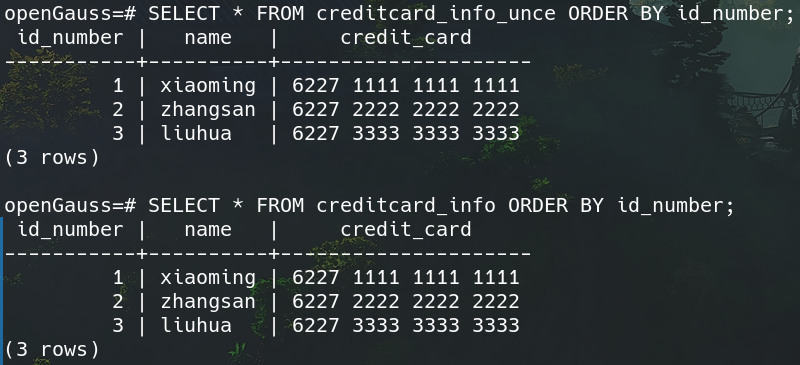 openGauss=# SELECT * FROM creditcard_info_unce ORDER BY id_number;
 id_number |   name   |     credit_card
-----------+----------+---------------------
         1 | xiaoming | 6227 1111 1111 1111
         2 | zhangsan | 6227 2222 2222 2222
         3 | liuhua   | 6227 3333 3333 3333
(3 rows)

openGauss=# SELECT * FROM creditcard_info ORDER BY id_number;
 id_number |   name   |     credit_card
-----------+----------+---------------------
         1 | xiaoming | 6227 1111 1111 1111
         2 | zhangsan | 6227 2222 2222 2222
         3 | liuhua   | 6227 3333 3333 3333
(3 rows)